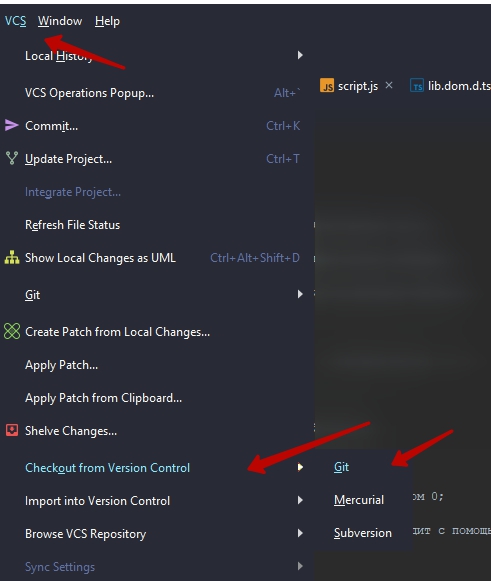 VCS Window Help
Local History
script.js × lib.dom.d.ts
VCS Operations Popup... Alt+`
Commit... Ctrl+K
Update Project... Ctrl+T
Integrate Project...
Refresh File Status
Show Local Changes as UML Ctrl+Alt+Shift+D
Git
Create Patch from Local Changes...
Apply Patch...
Apply Patch from Clipboard...
Shelve Changes...
Checkout from Version Control
Git
Import into Version Control
Mercurial
0;
Browse VCS Repository
Subversion
с
Sync Settings